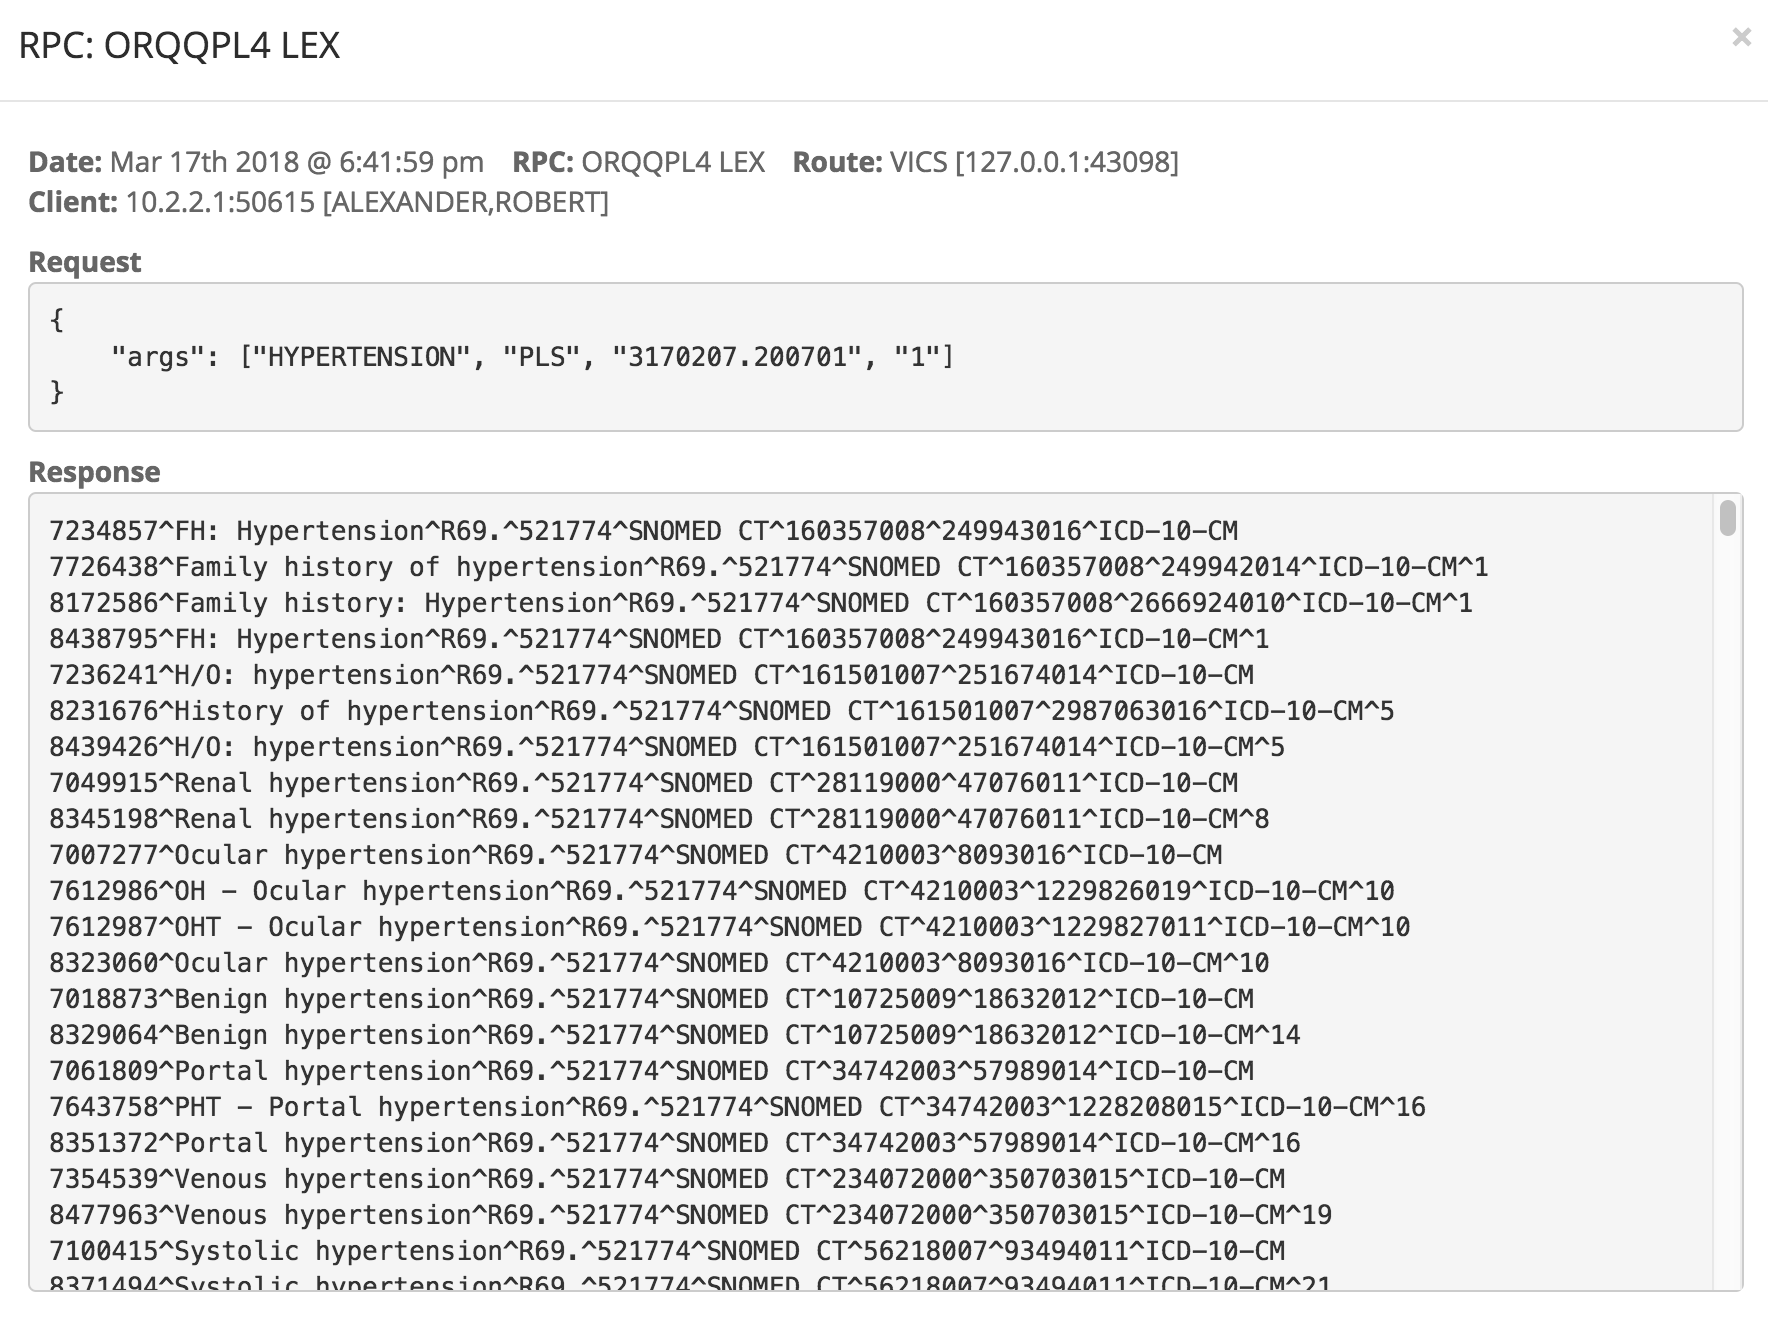 RPC: ORQQPL4 LEX
×
Date: Mar 17th 2018 @ 6:41:59 pm RPC: ORQQPL4 LEX Route: VICS [127.0.0.1:43098]
Client: 10.2.2.1:50615 [ALEXANDER,ROBERT]
Request
{
"args": ["HYPERTENSION", "PLS", "3170207.200701", "1"]
}
Response
7234857^FH: Hypertension^R69.^521774^SNOMED CT^160357008^249943016^ICD-10-CM
7726438^Family history of hypertension^R69.^521774^SNOMED CT^160357008^249942014^ICD-10-CM^1
8172586^Family history: Hypertension^R69.^521774^SNOMED CT^160357008^2666924010^ICD-10-CM^1
8438795^FH: Hypertension^R69.^521774^SNOMED CT^160357008^249943016^ICD-10-CM^1
7236241^H/O: hypertension^R69.^521774^SNOMED CT^161501007^251674014^ICD-10-CM
8231676^History of hypertension^R69.^521774^SNOMED CT^161501007^2987063016^ICD-10-CM^5
8439426^H/O: hypertension^R69.^521774^SNOMED CT^161501007^251674014^ICD-10-CM^5
7049915^Renal hypertension^R69.^521774^SNOMED CT^28119000^47076011^ICD-10-CM
8345198^Renal hypertension^R69.^521774^SNOMED CT^28119000^47076011^ICD-10-CM^8
7007277^Ocular hypertension^R69.^521774^SNOMED CT^4210003^8093016^ICD-10-CM
7612986^OH - Ocular hypertension^R69.^521774^SNOMED CT^4210003^1229826019^ICD-10-CM^10
7612987^OHT - Ocular hypertension^R69.^521774^SNOMED CT^4210003^1229827011^ICD-10-CM^10
8323060^Ocular hypertension^R69.^521774^SNOMED CT^4210003^8093016^ICD-10-CM^10
7018873^Benign hypertension^R69.^521774^SNOMED CT^10725009^18632012^ICD-10-CM
8329064^Benign hypertension^R69.^521774^SNOMED CT^10725009^18632012^ICD-10-CM^14
7061809^Portal hypertension^R69.^521774^SNOMED CT^34742003^57989014^ICD-10-CM
7643758^PHT - Portal hypertension^R69.^521774^SNOMED CT^34742003^1228208015^ICD-10-CM^16
8351372^Portal hypertension^R69.^521774^SNOMED CT^34742003^57989014^ICD-10-CM^16
7354539^Venous hypertension^R69.^521774^SNOMED CT^234072000^350703015^ICD-10-CM
8477963^Venous hypertension^R69.^521774^SNOMED CT^234072000^350703015^ICD-10-CM^19
7100415^Systolic hypertension^R69.^521774^SNOMED CT^56218007^93494011^ICD-10-CM
8371494^Systolic hypertension^R69.^521774^SNOMED CT^56218007^93494011^ICD-10-CM^21